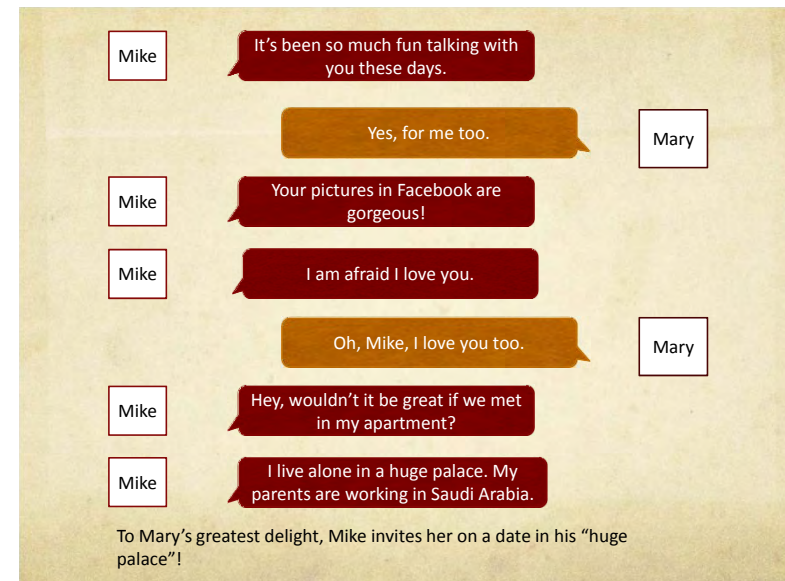 Mike
It's been so much fun talking with
you these days.
Yes, for me too.
Mary
Mike
Your pictures in Facebook are
gorgeous!
Mike
I am afraid I love you.
Oh, Mike, I love you too.
Mary
Mike
Hey, wouldn't it be great if we met
in my apartment?
Mike
I live alone in a huge palace. My
parents are working in Saudi Arabia.
To Mary's greatest delight, Mike invites her on a date in his “huge
palace”!